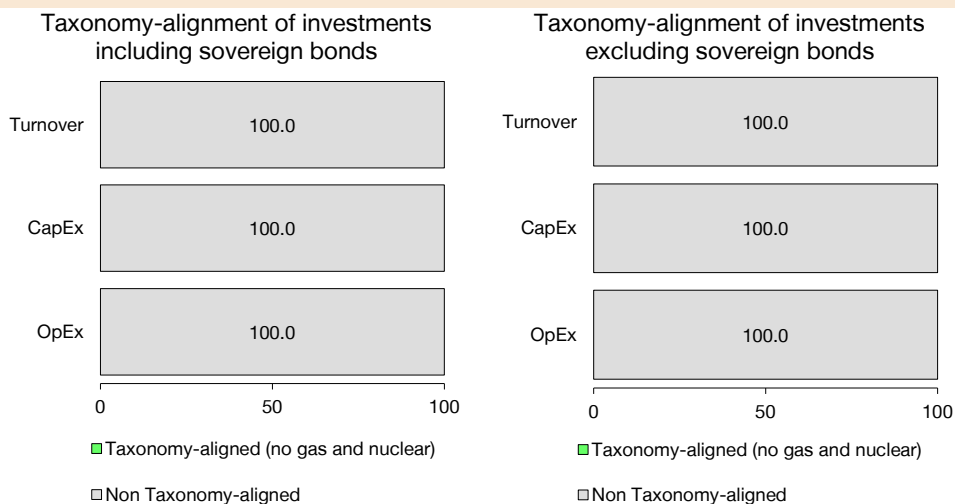 Taxonomy-alignment of investments
including sovereign bonds
Turnover
100.0
CapEx
100.0
OpEx
100.0
0 50 100
Taxonomy-aligned (no gas and nuclear)
Non Taxonomy-aligned
Taxonomy-alignment of investments
excluding sovereign bonds
Turnover
100.0
CapEx
100.0
OpEx
100.0
0 50 100
Taxonomy-aligned (no gas and nuclear)
Non Taxonomy-aligned